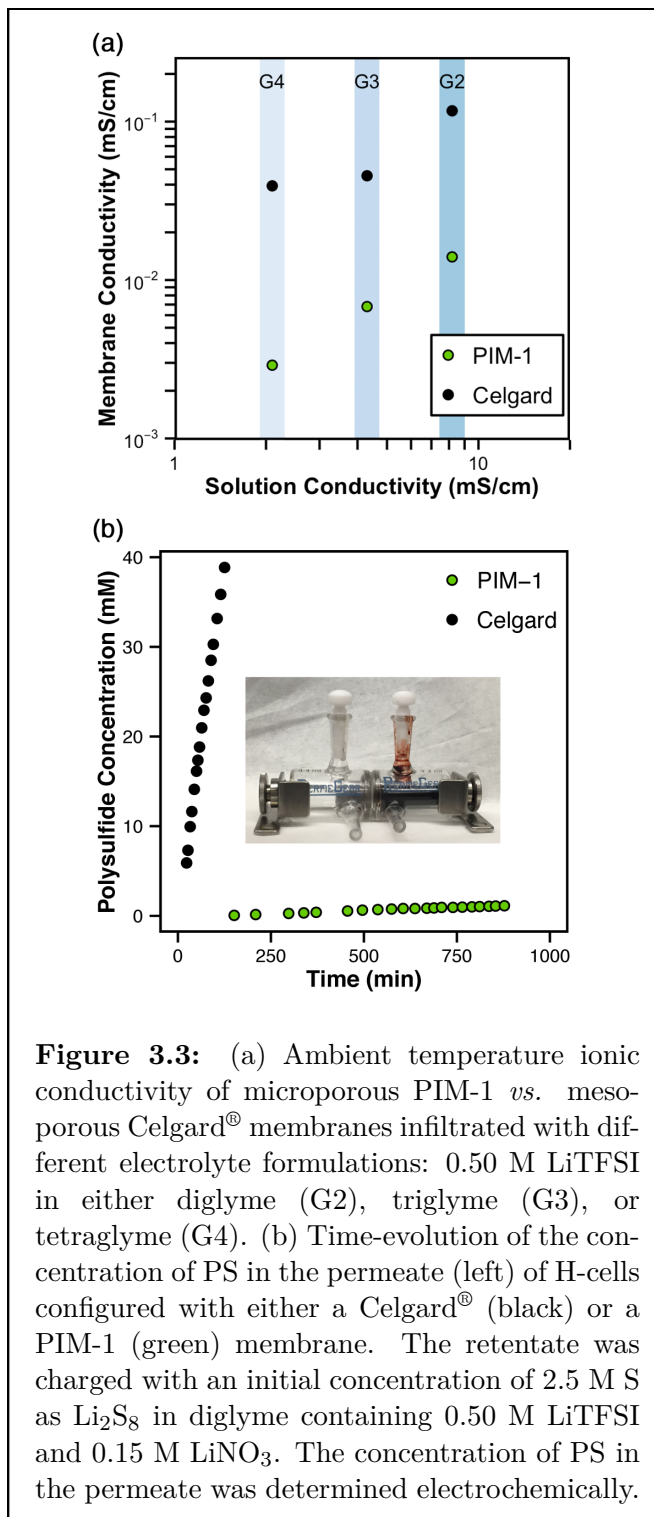 (a)
G4 G3 G2
10⁻¹
10⁻²
10⁻³
Membrane Conductivity (mS/cm)
PIM-1
Celgard
1 10
Solution Conductivity (mS/cm)
(b)
40
30
20
10
0
Polysulfide Concentration (mM)
PIM–1
Celgard
0 250 500 750 1000
Time (min)
Figure 3.3: (a) Ambient temperature ionic
conductivity of microporous PIM-1 vs. meso-
porous Celgard® membranes infiltrated with dif-
ferent electrolyte formulations: 0.50 M LiTFSI
in either diglyme (G2), triglyme (G3), or
tetraglyme (G4). (b) Time-evolution of the con-
centration of PS in the permeate (left) of H-cells
configured with either a Celgard® (black) or a
PIM-1 (green) membrane. The retentate was
charged with an initial concentration of 2.5 M S
as Li₂S₈ in diglyme containing 0.50 M LiTFSI
and 0.15 M LiNO₃. The concentration of PS in
the permeate was determined electrochemically.